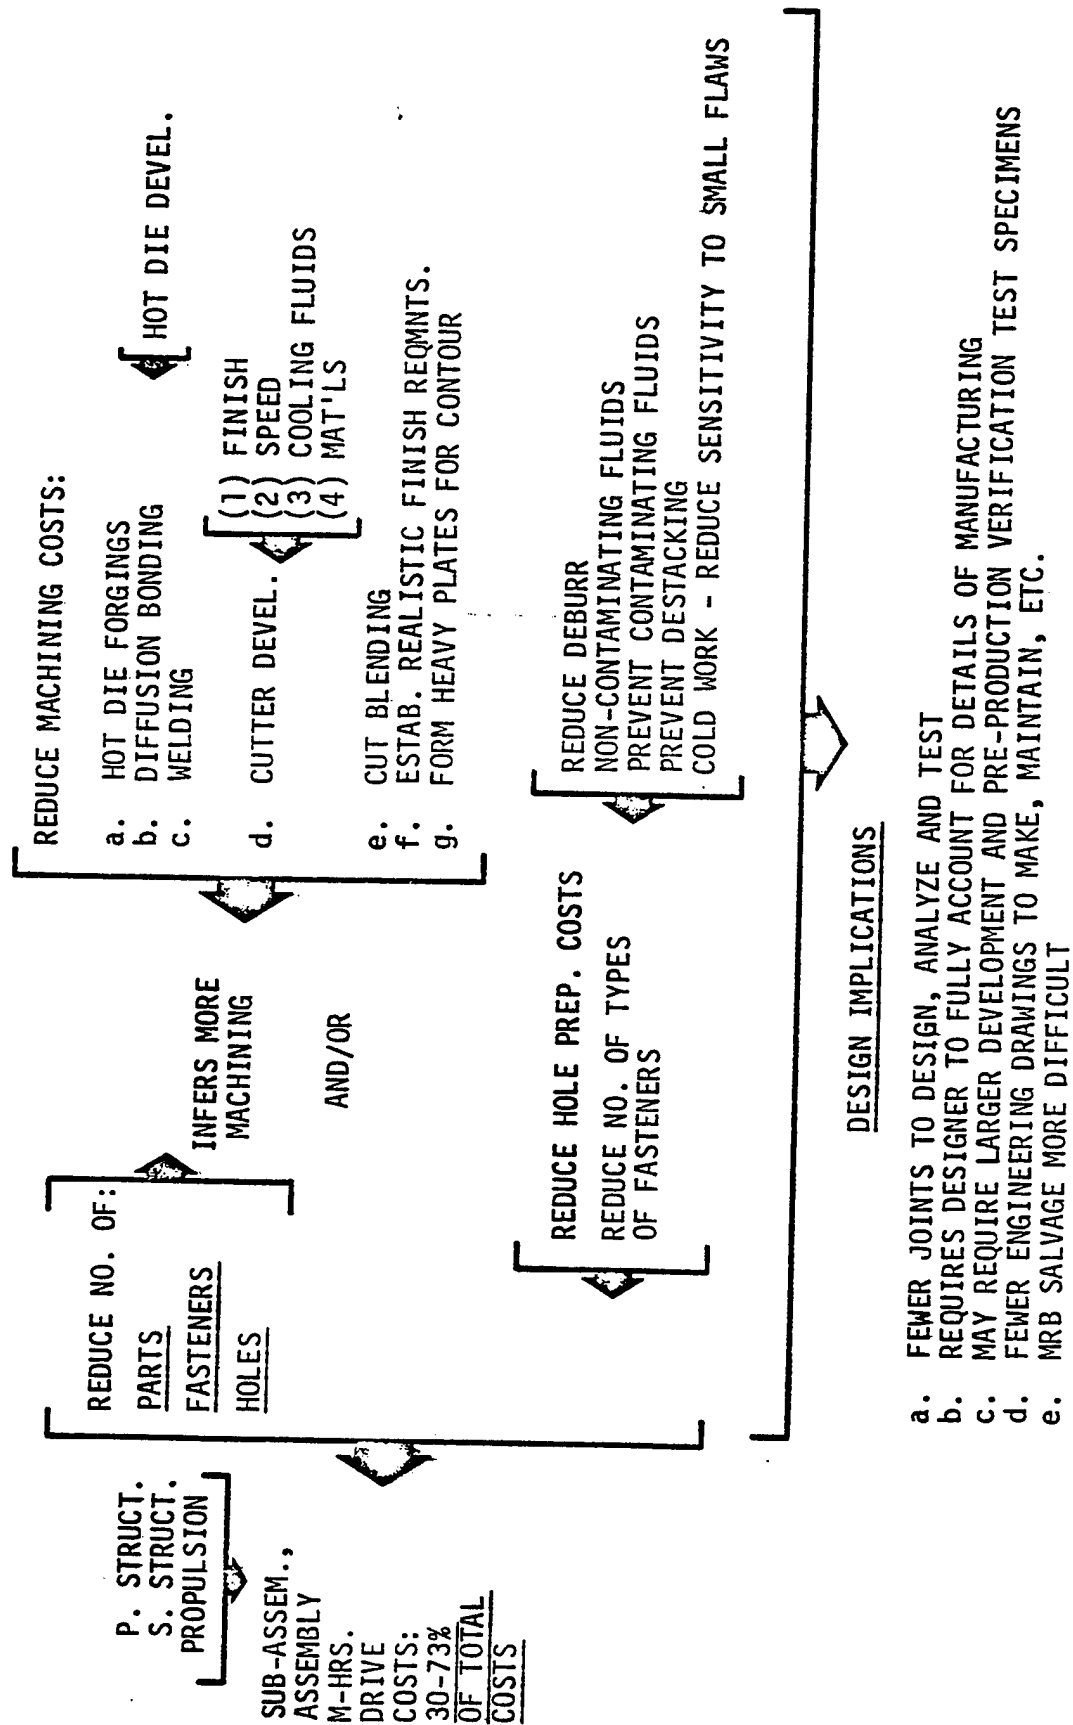 P. STRUCT.
S. STRUCT.
PROPULSION
SUB-ASSEM.,
ASSEMBLY
M-HRS.
DRIVE
COSTS:
30-73%
OF TOTAL
COSTS
REDUCE NO. OF:
PARTS
FASTENERS
HOLES
INFERS MORE
MACHINING
AND/OR
REDUCE MACHINING COSTS:
a. HOT DIE FORGINGS
b. DIFFUSION BONDING
c. WELDING
HOT DIE DEVEL.
d. CUTTER DEVEL.
(1) FINISH
(2) SPEED
(3) COOLING FLUIDS
(4) MAT'LS
e. CUT BLENDING
f. ESTAB. REALISTIC FINISH REQMNTS.
g. FORM HEAVY PLATES FOR CONTOUR
REDUCE HOLE PREP. COSTS
REDUCE NO. OF TYPES
OF FASTENERS
REDUCE DEBURR
NON-CONTAMINATING FLUIDS
PREVENT CONTAMINATING FLUIDS
PREVENT DESTACKING
COLD WORK - REDUCE SENSITIVITY TO SMALL FLAWS
DESIGN IMPLICATIONS
a. FEWER JOINTS TO DESIGN, ANALYZE AND TEST
b. REQUIRES DESIGNER TO FULLY ACCOUNT FOR DETAILS OF MANUFACTURING
c. MAY REQUIRE LARGER DEVELOPMENT AND PRE-PRODUCTION VERIFICATION TEST SPECIMENS
d. FEWER ENGINEERING DRAWINGS TO MAKE, MAINTAIN, ETC.
e. MRB SALVAGE MORE DIFFICULT